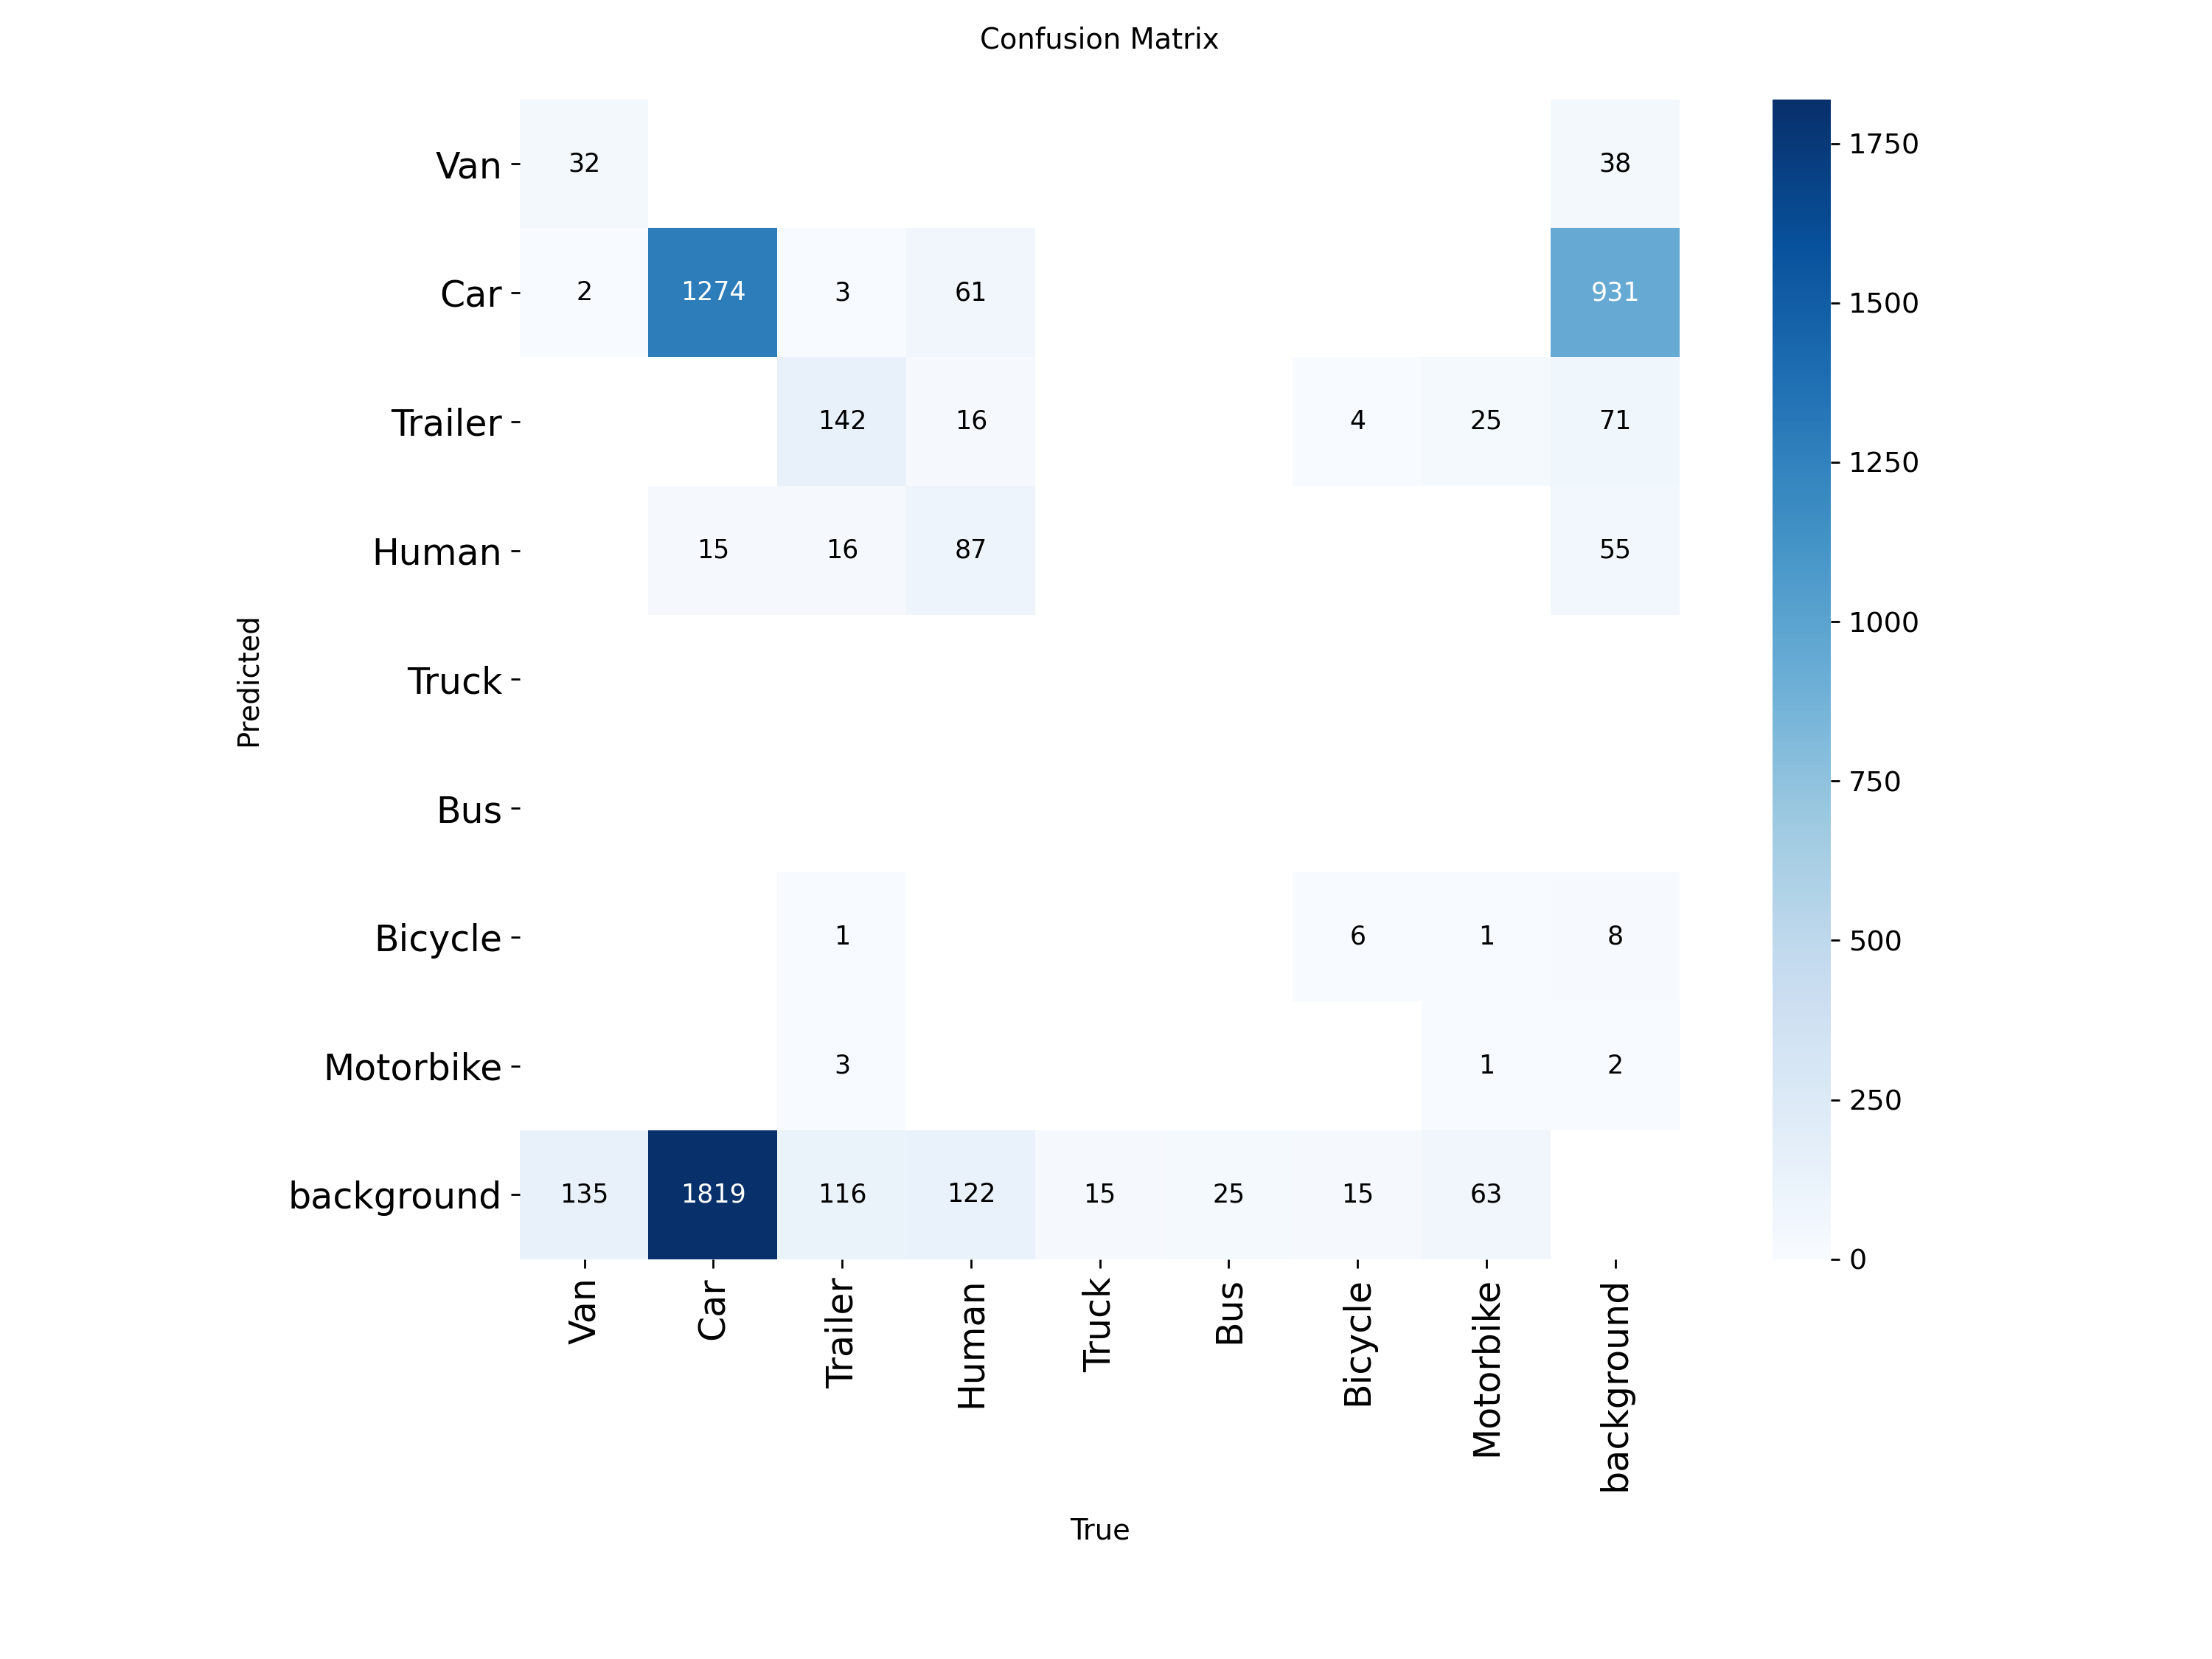 Confusion Matrix
Van 32 38 1750
Car 2 1274 3 61 931 1500
Trailer 142 16 4 25 71 1250
Human 15 16 87 55 1000
Predicted
Truck
Bus 750
Bicycle 1 6 1 8 500
Motorbike 3 1 2 250
background 135 1819 116 122 15 25 15 63 0
Van Car Trailer Human Truck Bus Bicycle Motorbike background
True